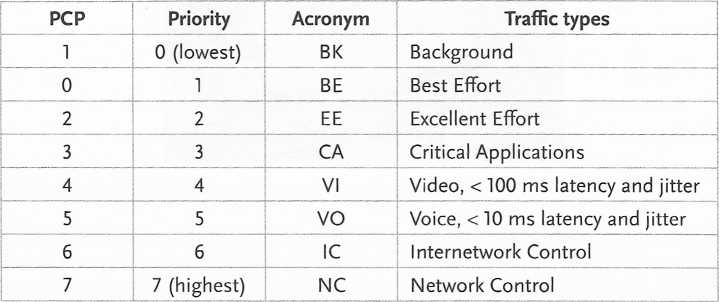 PCP Priority Acronym Traffic types
1 0 (lowest) BK Background
0 1 BE Best Effort
2 2 EE Excellent Effort
3 3 CA Critical Applications
4 4 VI Video, < 100 ms latency and jitter
5 5 VO Voice, < 10 ms latency and jitter
6 6 IC Internetwork Control
7 7 (highest) NC Network Control